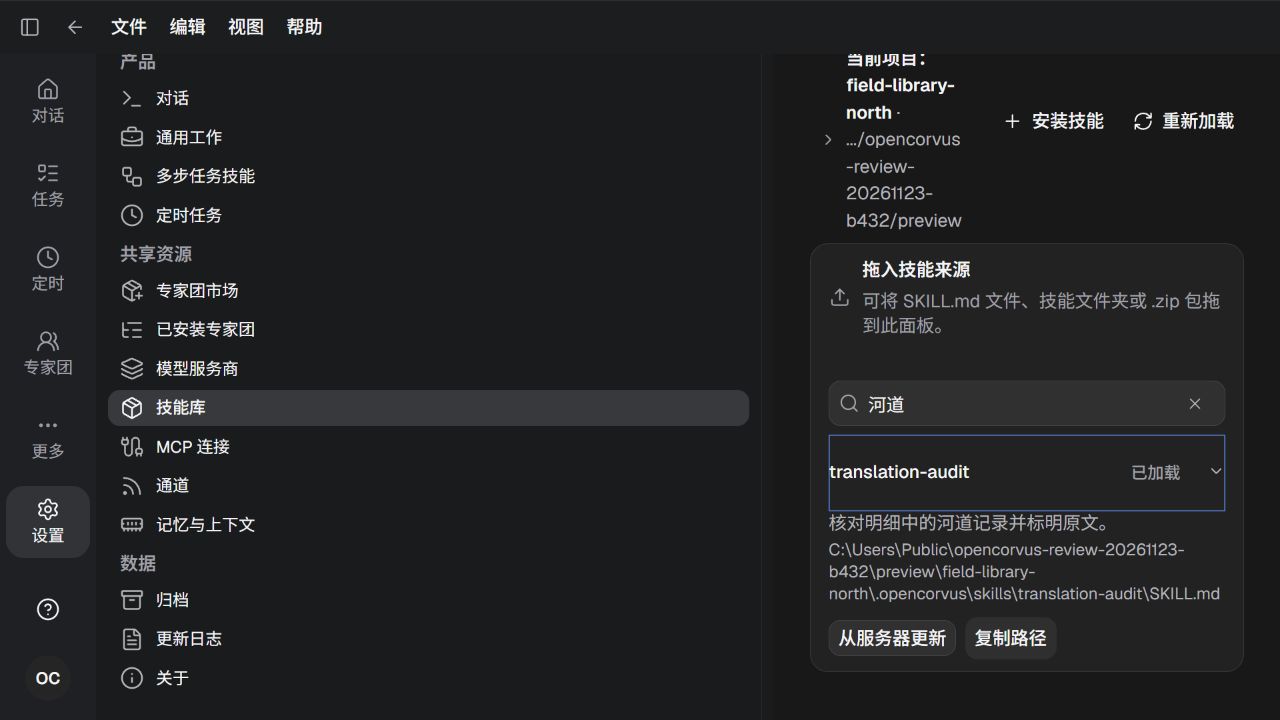 文件 编辑 视图 帮助
对话
任务
定时
专家团
更多
设置
OC
产品
对话
通用工作
多步任务技能
定时任务
共享资源
专家团市场
已安装专家团
模型服务商
技能库
MCP 连接
通道
记忆与上下文
数据
归档
更新日志
关于
当前项目：
field-library-
north ·
.../opencorvus
-review-
20261123-
b432/preview
安装技能
重新加载
拖入技能来源
可将 SKILL.md 文件、技能文件夹或 .zip 包拖
到此面板。
河道
translation-audit 已加载
核对明细中的河道记录并标明原文。
C:\Users\Public\opencorvus-review-20261123-
b432\preview\field-library-
north\.opencorvus\skills\translation-audit\SKILL.md
从服务器更新 复制路径